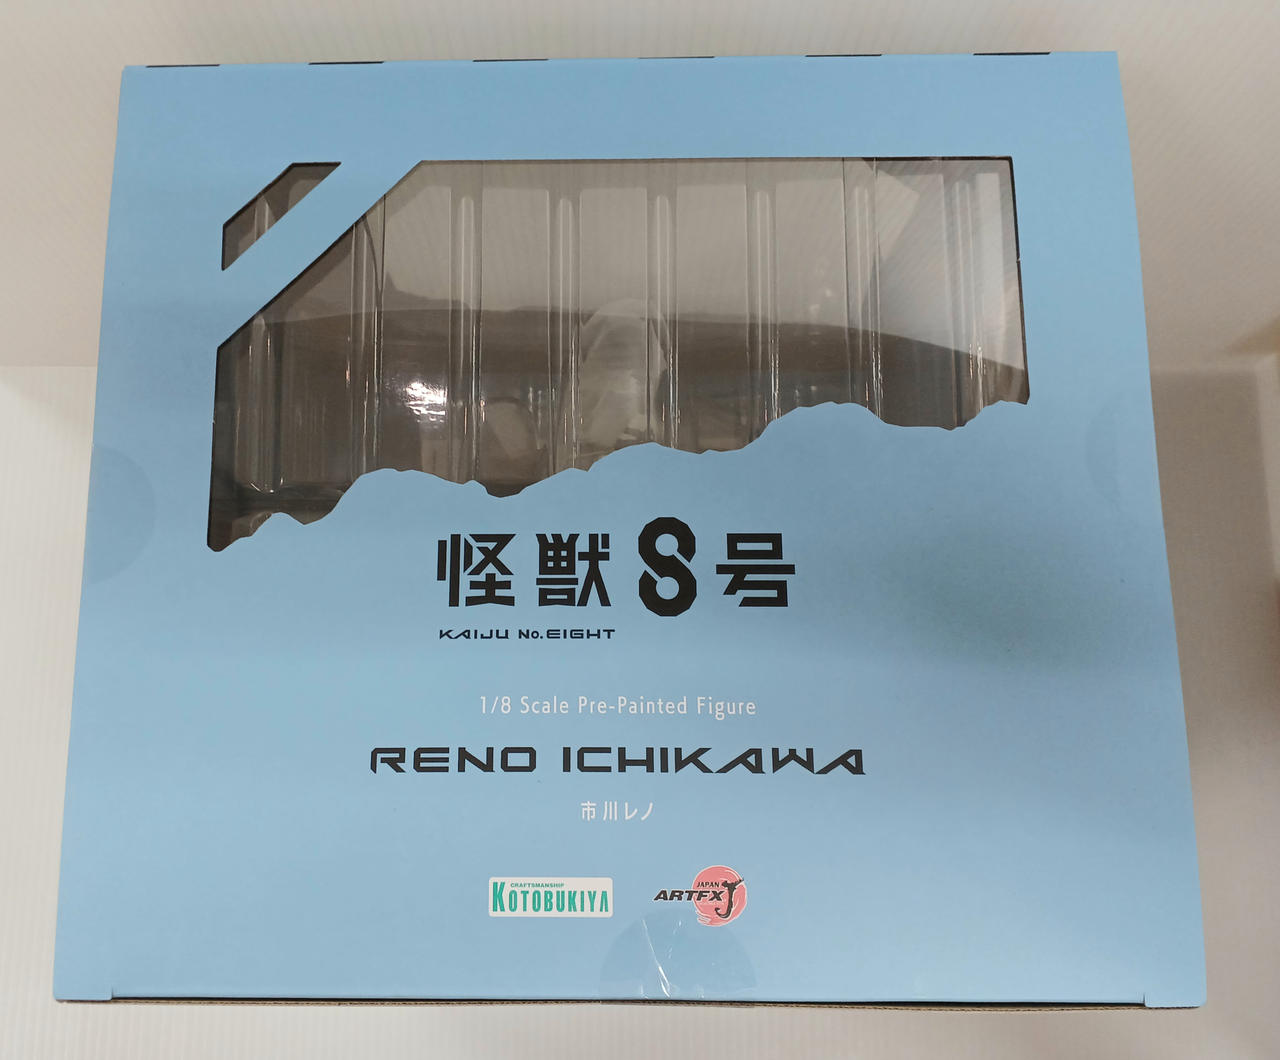 怪獣8号
KAIJU No.EIGHT
1/8 Scale Pre-Painted Figure
RENO ICHIKAWA
市川レノ
CRAFTSMANSHIP
KOTOBUKIYA
JAPAN
ARTFX J